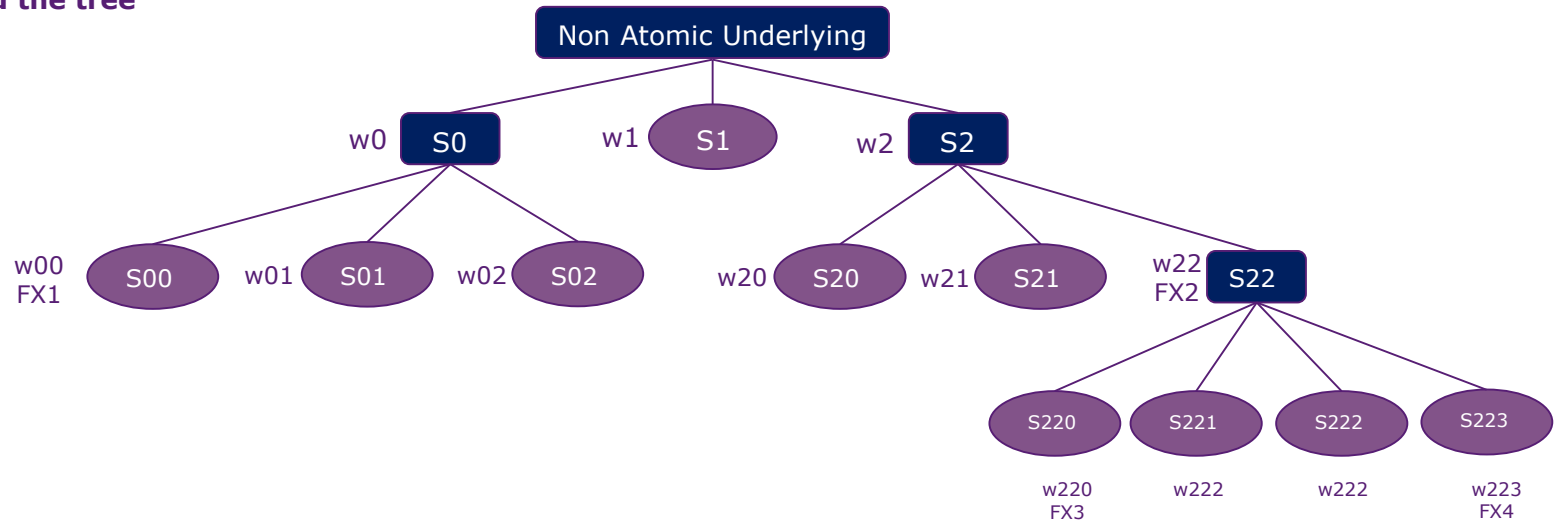 the tree
Non Atomic Underlying
w0 S0 w1 S1 w2 S2
w00
FX1
S00 w01 S01 w02 S02 w20 S20 w21 S21
w22
FX2
S22
S220 S221 S222 S223
w220 w222 w222 w223
FX3 FX4